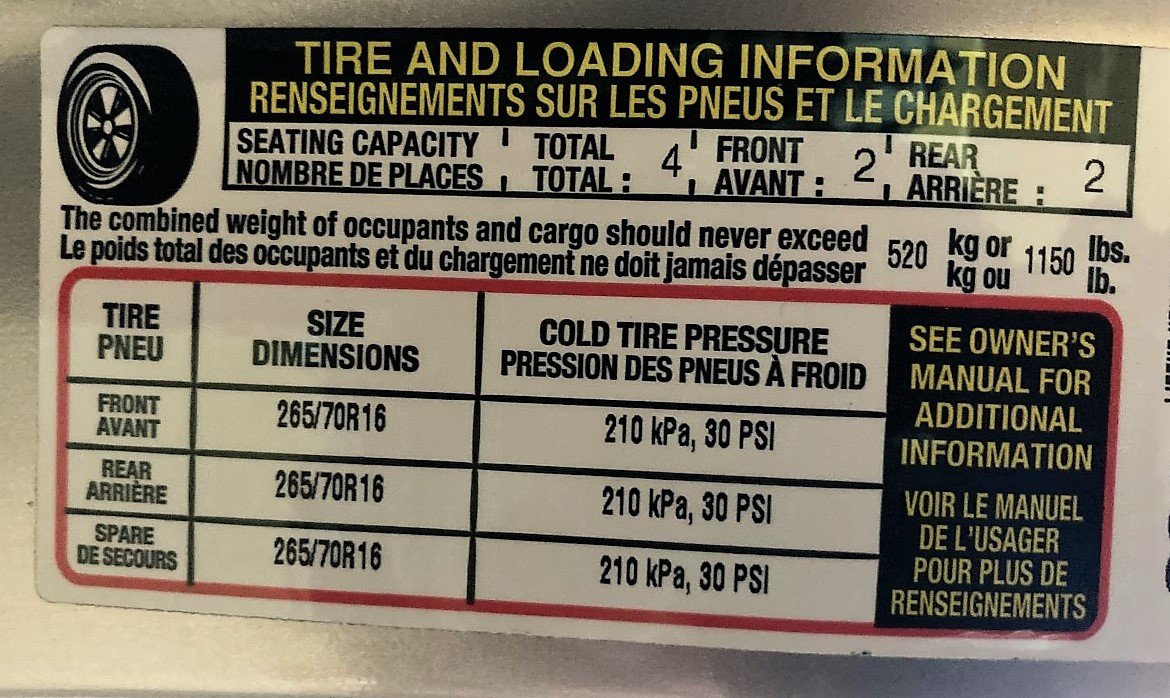 TIRE AND LOADING INFORMATION
RENSEIGNEMENTS SUR LES PNEUS ET LE CHARGEMENT
SEATING CAPACITY TOTAL FRONT REAR
NOMBRE DE PLACES TOTAL : 4 AVANT : 2 ARRIÈRE : 2
The combined weight of occupants and cargo should never exceed 520 kg or 1150 lbs.
Le poids total des occupants et du chargement ne doit jamais dépasser kg ou lb.
TIRE
PNEU
SIZE
DIMENSIONS
COLD TIRE PRESSURE
PRESSION DES PNEUS À FROID
FRONT
AVANT
265/70R16
210 kPa, 30 PSI
REAR
ARRIÈRE
265/70R16
210 kPa, 30 PSI
SPARE
DE SECOURS
265/70R16
210 kPa, 30 PSI
SEE OWNER'S
MANUAL FOR
ADDITIONAL
INFORMATION
VOIR LE MANUEL
DE L'USAGER
POUR PLUS DE
RENSEIGNEMENTS